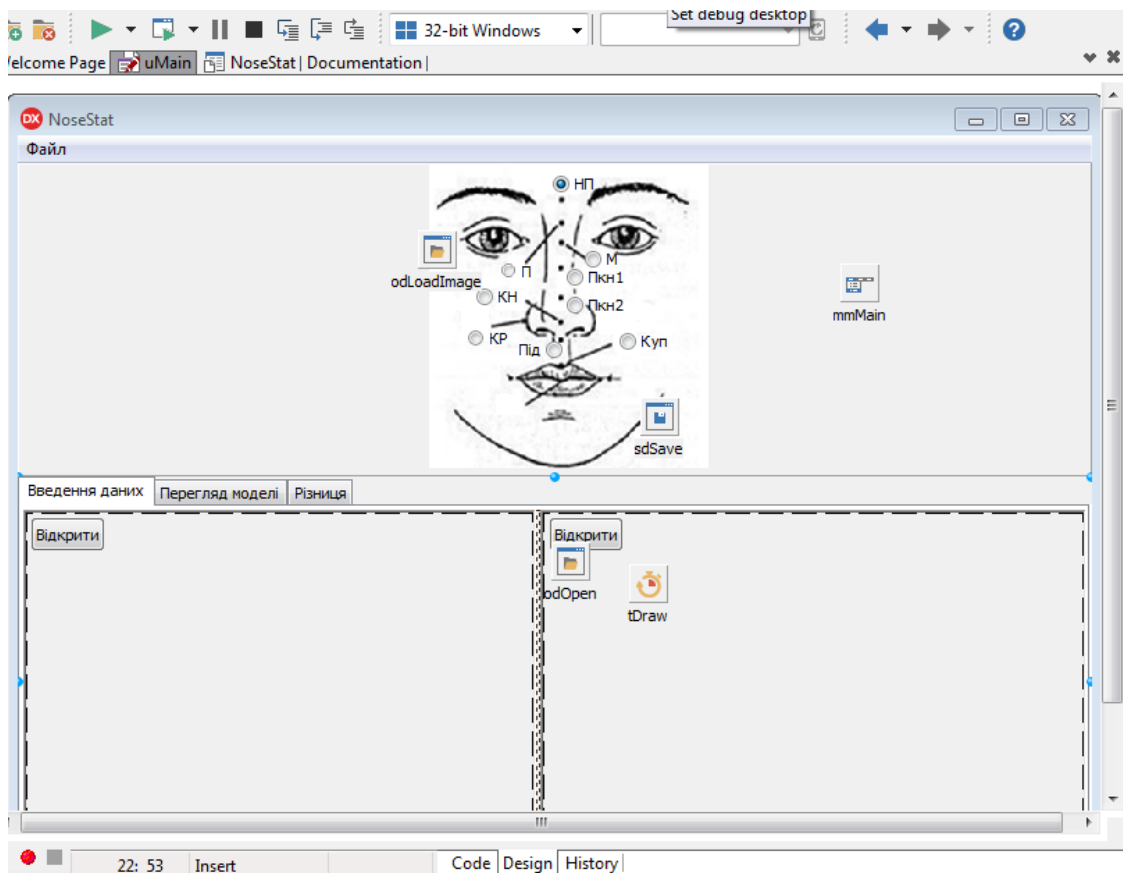 Set debug desktop
32-bit Windows
elcome Page uMain NoseStat Documentation
NoseStat
Файл
НП
odLoadImage
М
П
Пкн1
КН
Пкн2
mmMain
КР
Під
Куп
sdSave
Введення даних Перегляд моделі Різниця
Відкрити
Відкрити
odOpen
tDraw
22: 53 Insert
Code Design History